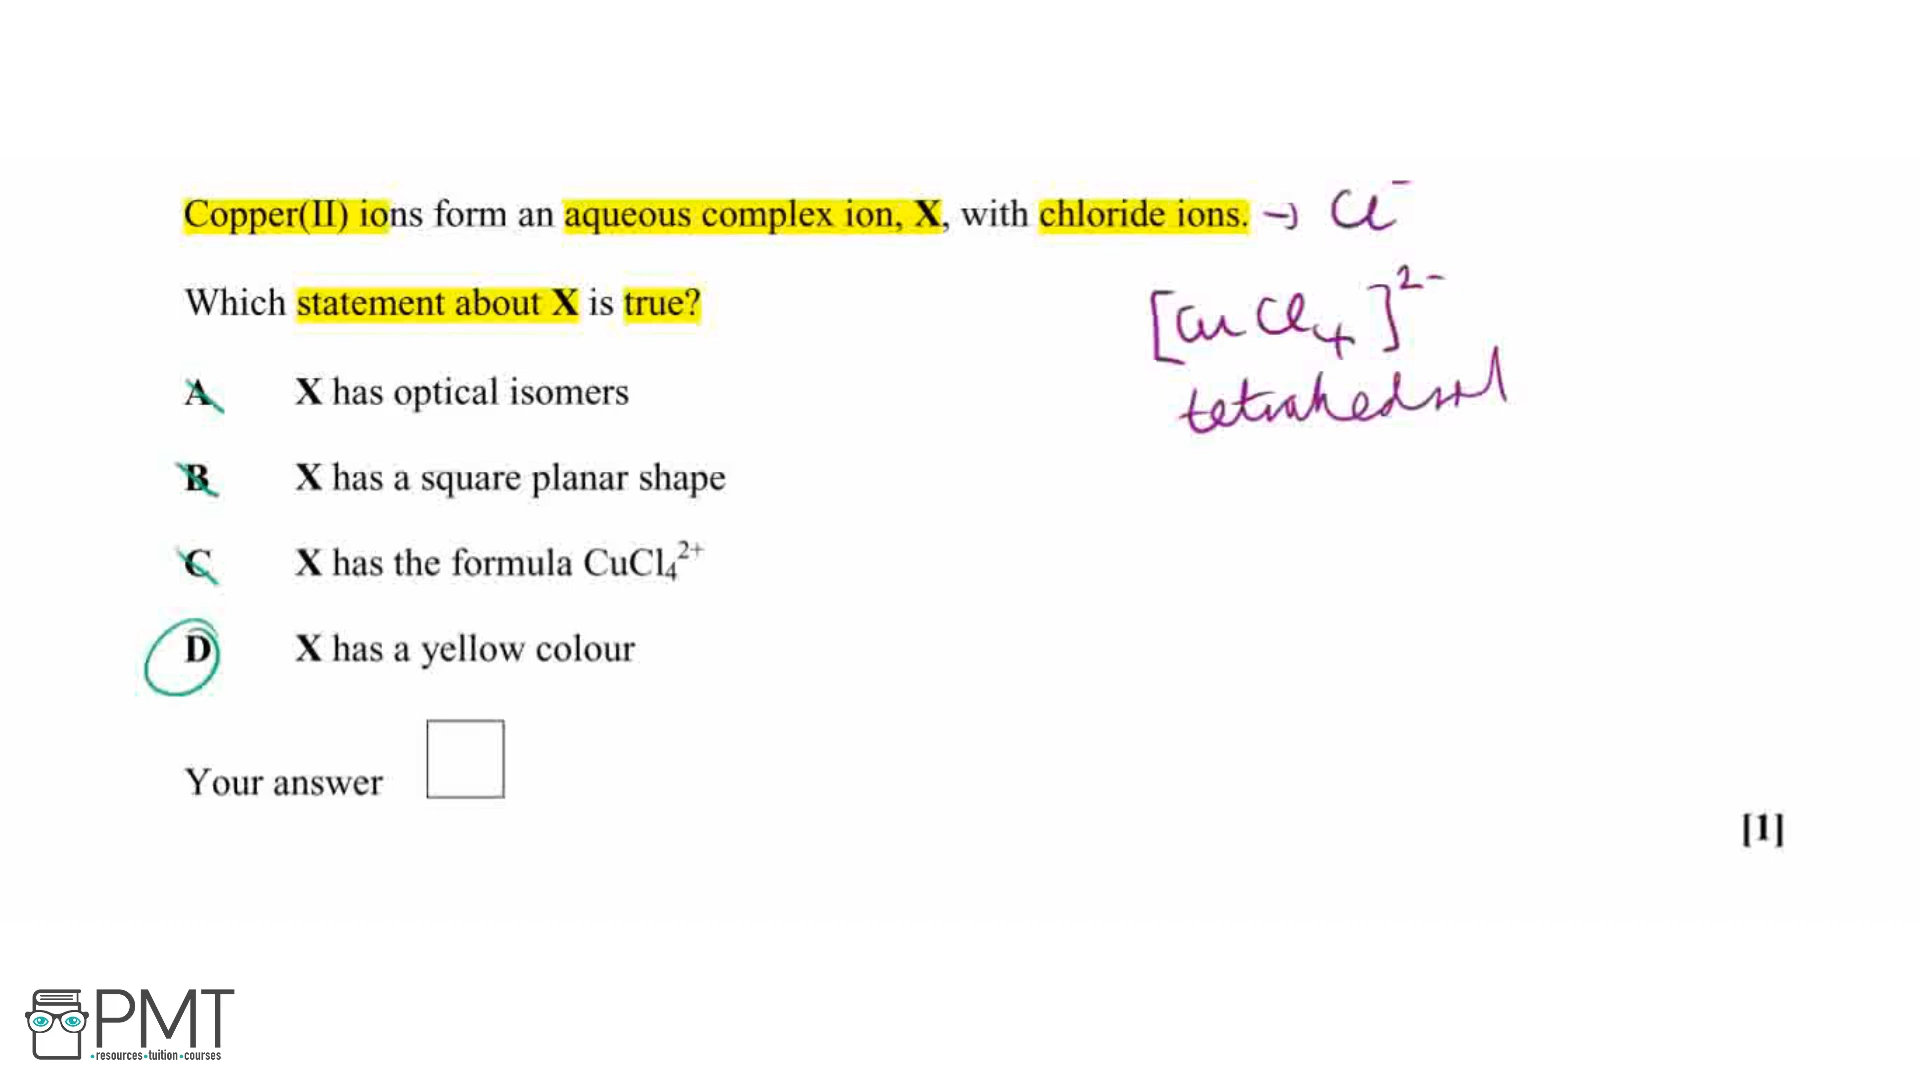 Copper(II) ions form an aqueous complex ion, X, with chloride ions. → Cl⁻
[CuCl₄]²⁻
Which statement about X is true?
tetrahedral
A X has optical isomers
B X has a square planar shape
C X has the formula CuCl₄²⁺
D X has a yellow colour
Your answer
[1]
PMT
•resources•tuition•courses